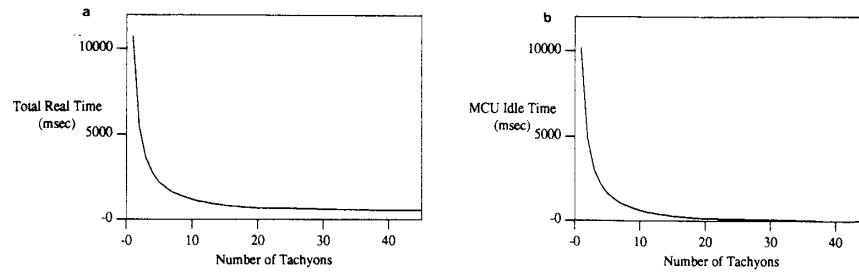 a
10000
Total Real Time
(msec)
5000
-0
-0
10
20
30
40
Number of Tachyons
b
10000
MCU Idle Time
(msec)
5000
-0
-0
10
20
30
40
Number of Tachyons